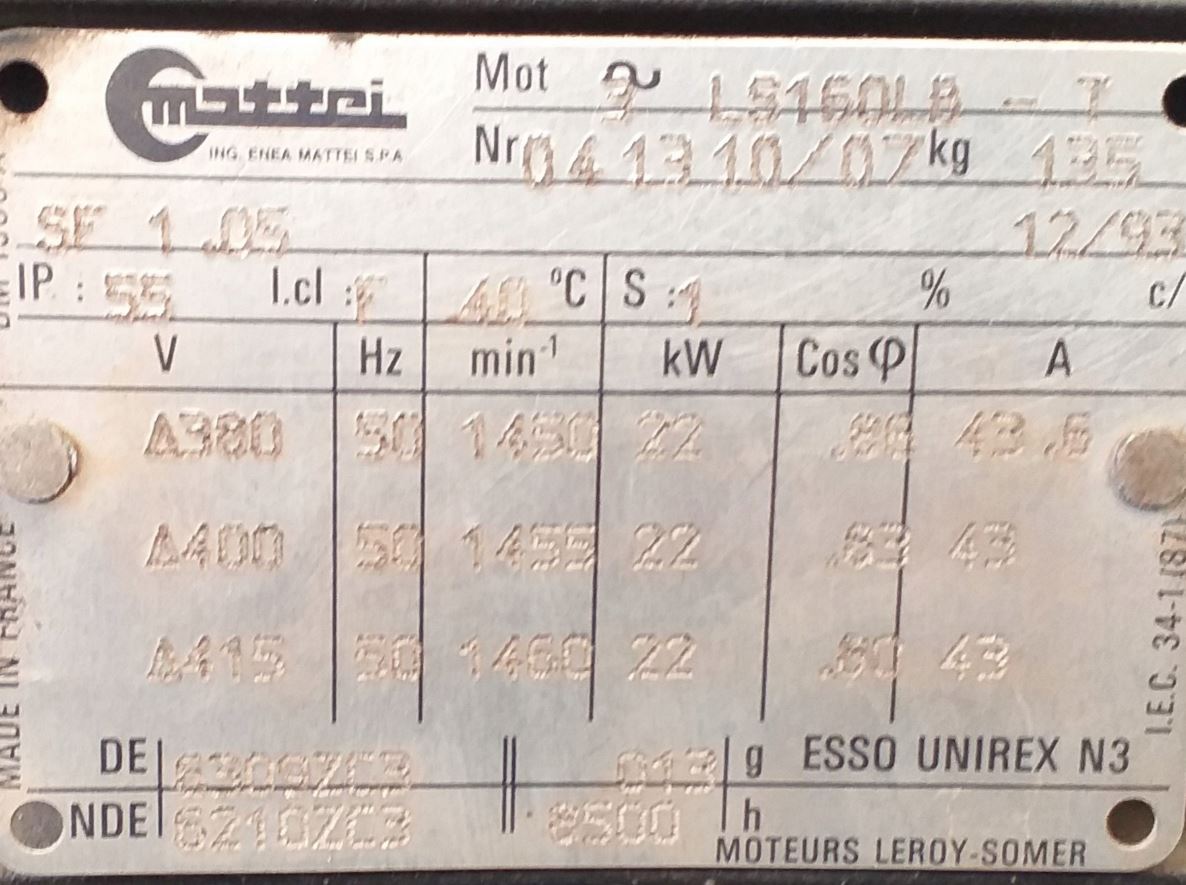 mattei
ING. ENEA MATTEI S.P.A
Mot 3 ~ LS160LB - T
Nr 041310/07 kg 135
SF 1.05 12/93
IP : 55 I.cl : F 40 °C S : 1 % c/
V Hz min-1 kW Cos φ A
Δ380 50 1450 22 43.6
Δ400 50 1455 22 .83 43
Δ415 50 1460 22 .80 43
DE 6309ZC3 013 g ESSO UNIREX N3
NDE 6210ZC3 8500 h
MOTEURS LEROY-SOMER
MADE IN FRANCE
I.E.C. 34-1 (87)